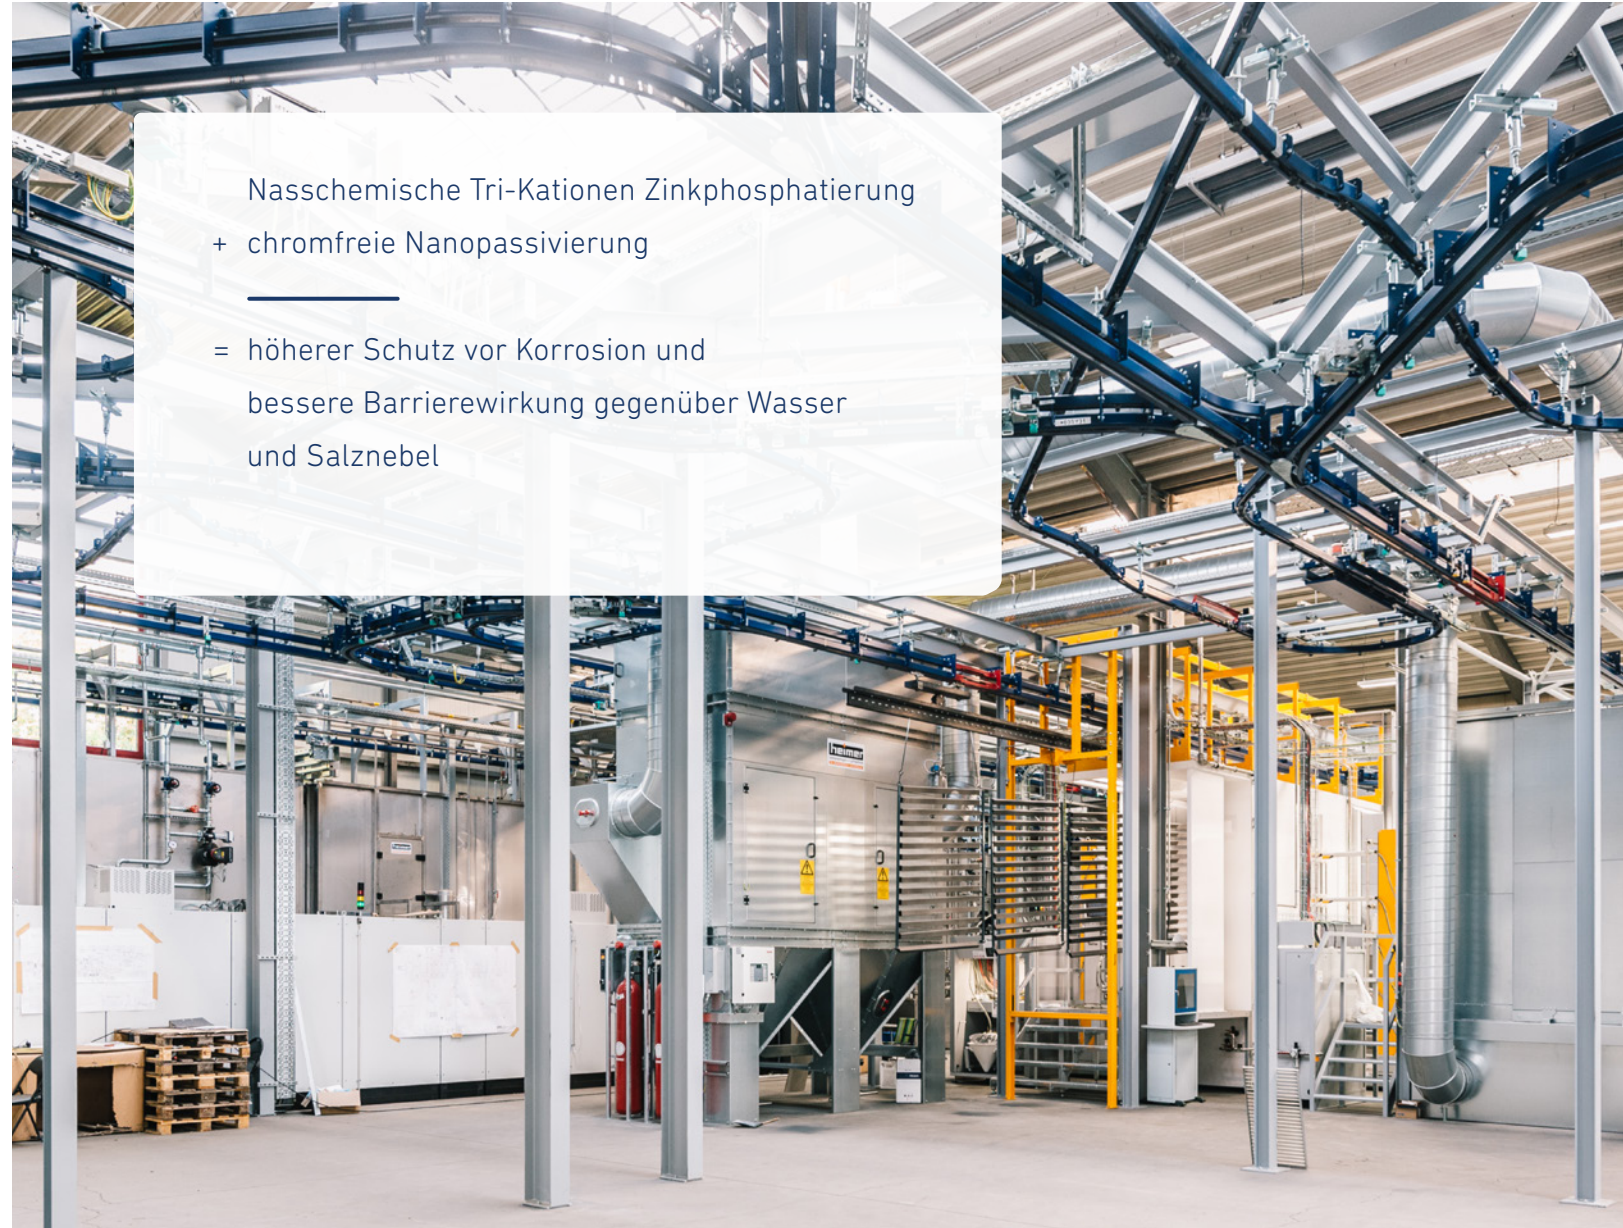 Nasschemische Tri-Kationen Zinkphosphatierung
+ chromfreie Nanopassivierung
= höherer Schutz vor Korrosion und
bessere Barrierewirkung gegenüber Wasser
und Salznebel
heimer